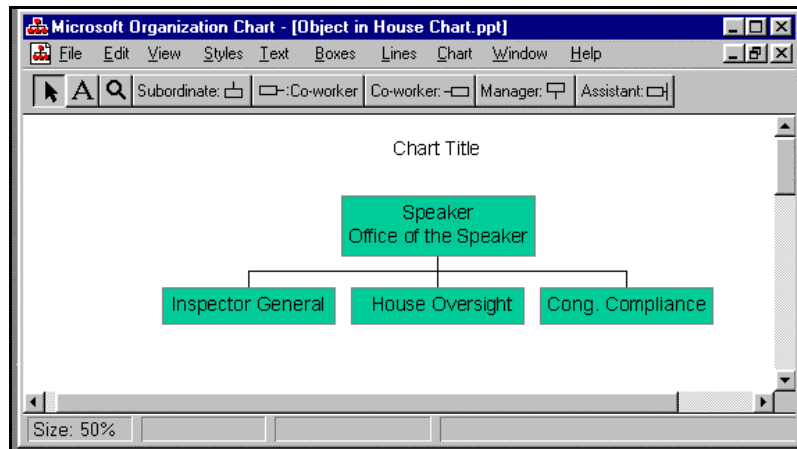 Microsoft Organization Chart - [Object in House Chart.ppt]
File Edit View Styles Text Boxes Lines Chart Window Help
A Subordinate: :Co-worker Co-worker: Manager: Assistant:
Chart Title
Speaker
Office of the Speaker
Inspector General House Oversight Cong. Compliance
Size: 50%